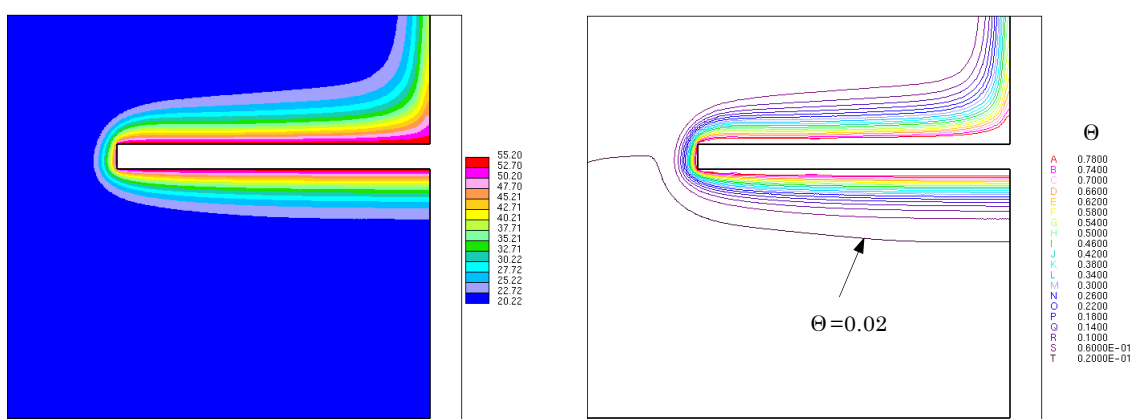 55.20
52.70
50.20
47.70
45.21
42.71
40.21
37.71
35.21
32.71
30.22
27.72
25.22
22.72
20.22
Θ=0.02
Θ
A 0.7800
B 0.7400
C 0.7000
D 0.6600
E 0.6200
F 0.5800
G 0.5400
H 0.5000
I 0.4600
J 0.4200
K 0.3800
L 0.3400
M 0.3000
N 0.2600
O 0.2200
P 0.1800
Q 0.1400
R 0.1000
S 0.6000E-01
T 0.2000E-01